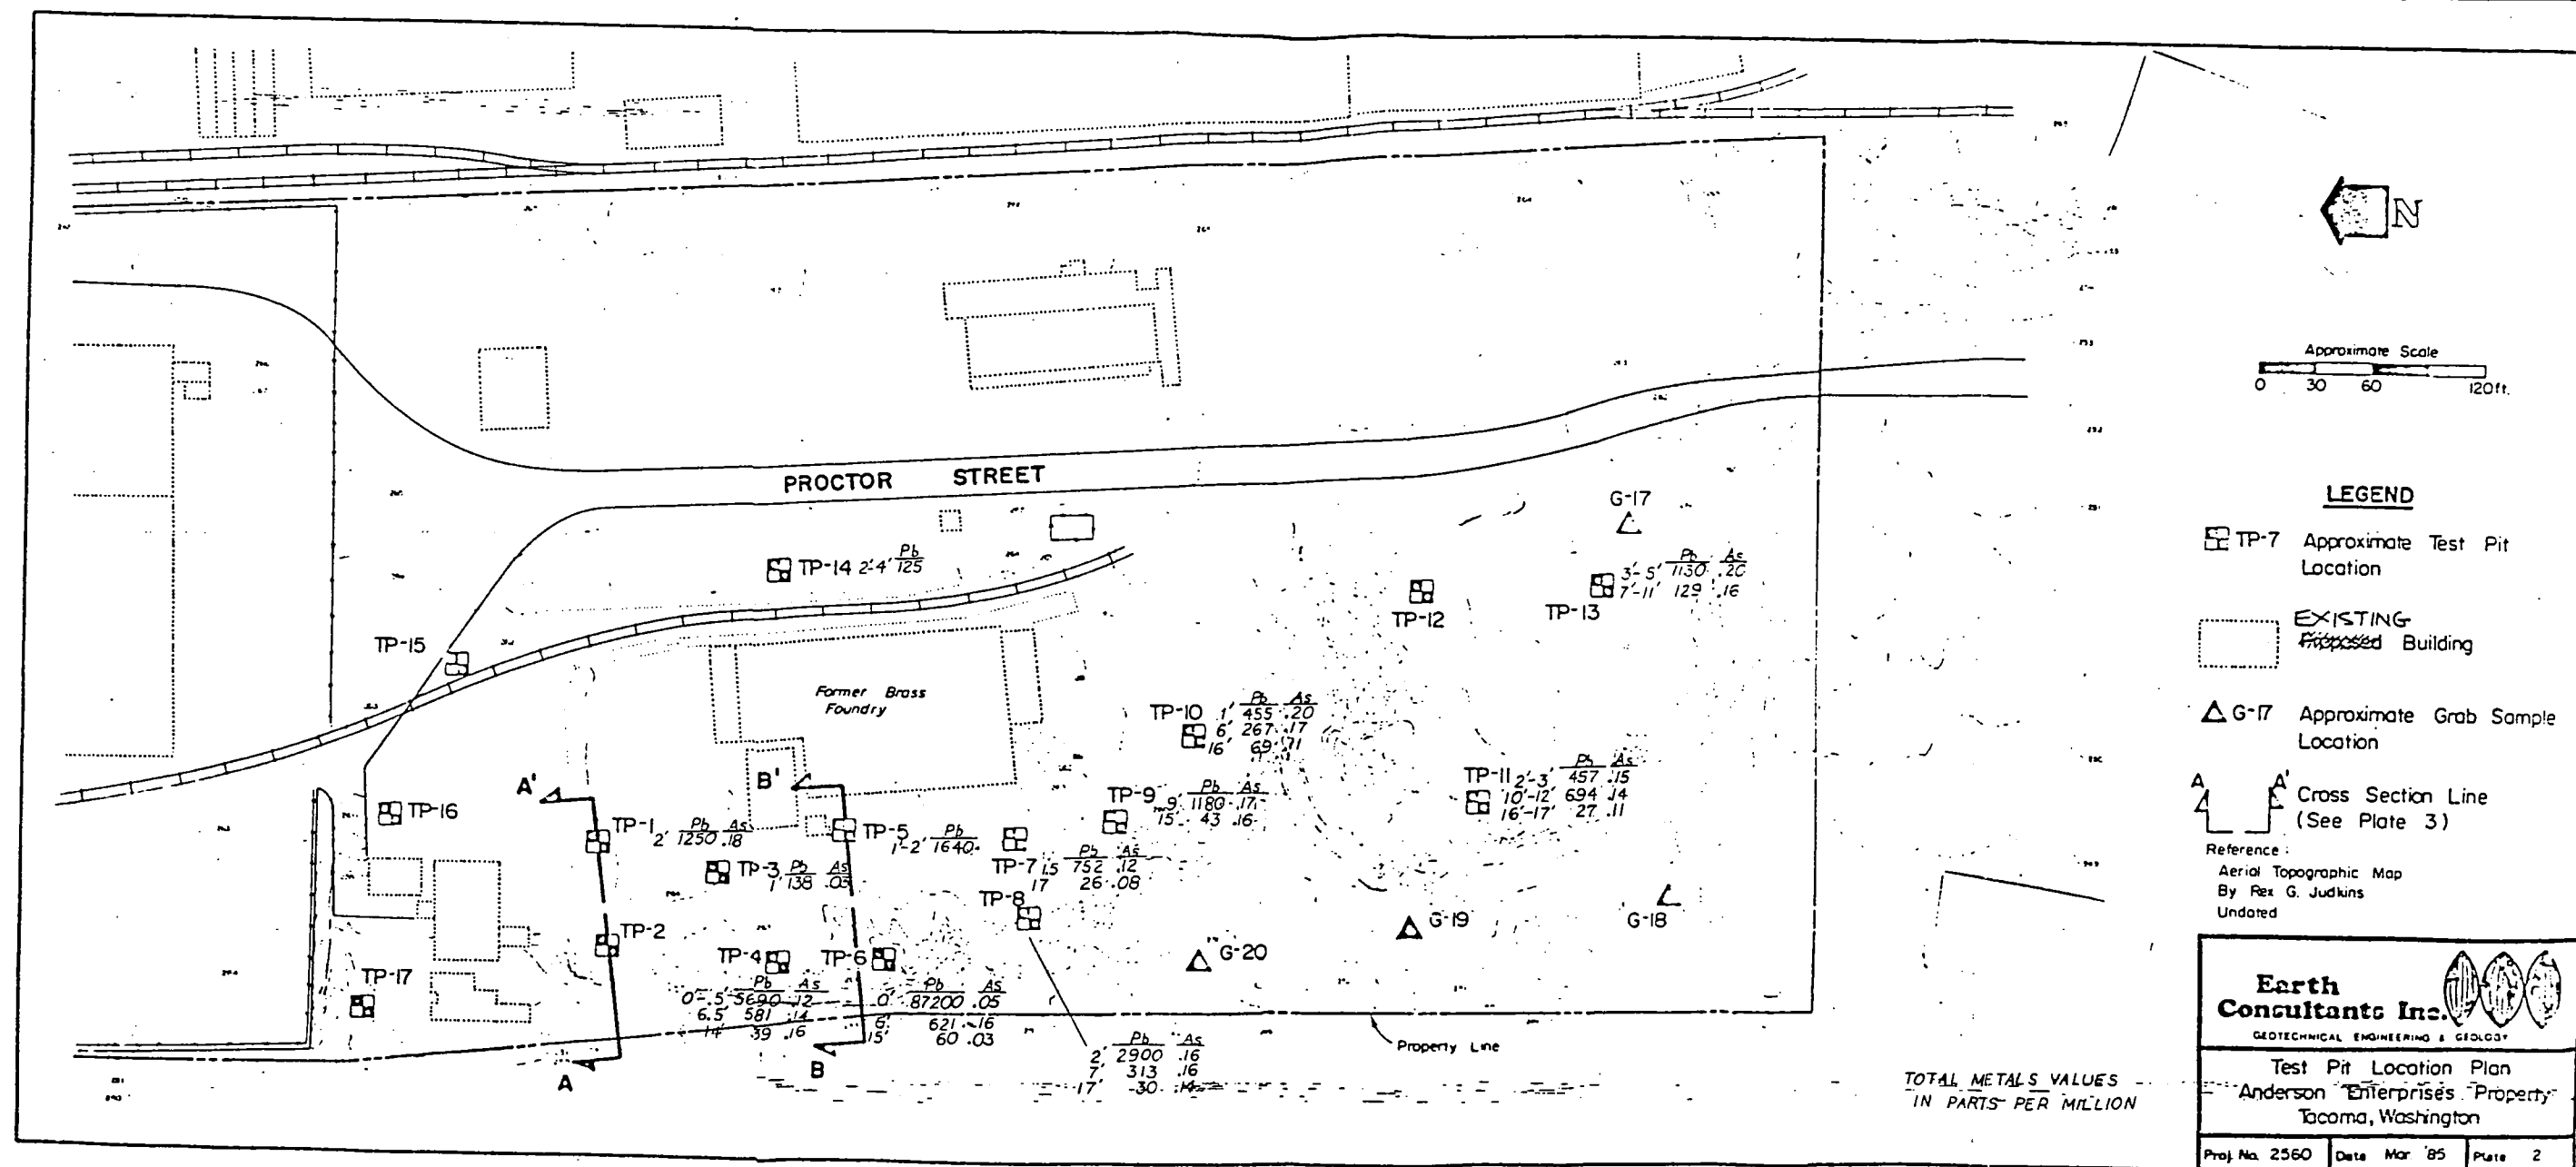 N
Approximate Scale
0 30 60 120ft.
PROCTOR STREET
LEGEND
TP-7 Approximate Test Pit
Location
EXISTING
Proposed Building
G-17 Approximate Grab Sample
Location
A A' Cross Section Line
(See Plate 3)
Reference:
Aerial Topographic Map
By Rex G. Judkins
Undated
G-17
TP-14 2'-4' Pb
125
TP-12
TP-13
Pb As
3'-5' 1130 .20
7'-11' 129 .16
TP-15
Former Brass
Foundry
TP-10
Pb As
1' 455 .20
6' 267 .17
16' 69 .71
TP-16
A'
B'
TP-1
Pb As
2' 1250 .18
TP-3
Pb As
1' 138 .03
TP-5
Pb
1'-2' 1640
TP-7
Pb As
1.5 752 .12
17 26 .08
TP-9
Pb As
9' 1180 .17
15' 43 .16
TP-11
Pb As
2'-3' 457 .15
10'-12' 694 .14
16'-17' 27 .11
TP-8
Pb As
2' 2900 .16
7' 313 .16
17' 30 .14
TP-2
TP-4
Pb As
0'-.5' 5690 .12
6.5' 581 .14
14' 39 .16
TP-6
Pb As
0' 87200 .05
6' 621 .16
15' 60 .03
G-20
G-19
G-18
TP-17
A
B
Property Line
TOTAL METALS VALUES
IN PARTS PER MILLION
Earth
Consultants Inc.
GEOTECHNICAL ENGINEERING & GEOLOGY
Test Pit Location Plan
Anderson Enterprises Property
Tacoma, Washington
Proj. No. 2560 Date Mar. '85 Plate 2